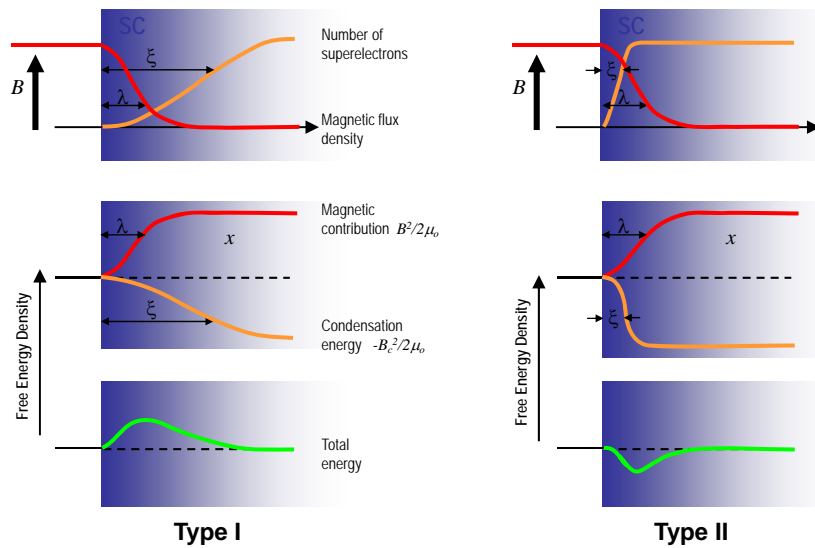 SC
Number of
superelectrons
ξ
λ
B
Magnetic flux
density
Magnetic
contribution B²/2μₒ
λ
x
ξ
Condensation
energy -B_c²/2μₒ
Free Energy Density
Total
energy
Type I
SC
ξ
λ
B
λ
x
ξ
Free Energy Density
Type II